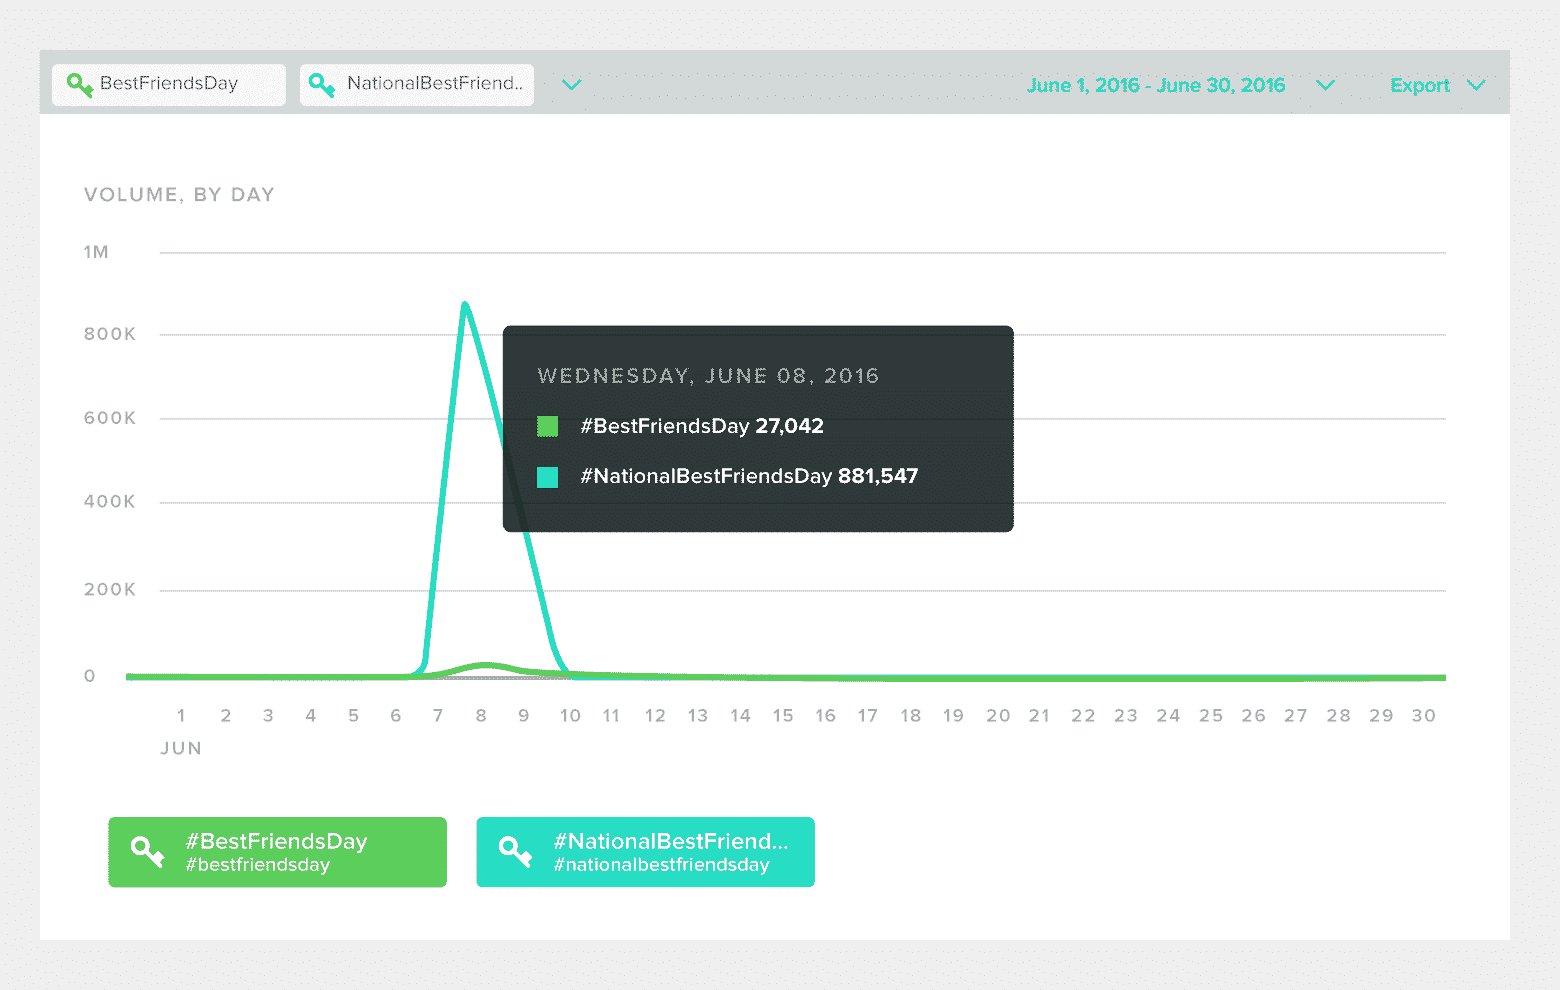 BestFriendsDay
NationalBestFriend..
June 1, 2016 - June 30, 2016
Export
VOLUME, BY DAY
1M
800K
600K
400K
200K
0
WEDNESDAY, JUNE 08, 2016
#BestFriendsDay 27,042
#NationalBestFriendsDay 881,547
1 2 3 4 5 6 7 8 9 10 11 12 13 14 15 16 17 18 19 20 21 22 23 24 25 26 27 28 29 30
JUN
#BestFriendsDay
#bestfriendsday
#NationalBestFriend...
#nationalbestfriendsday